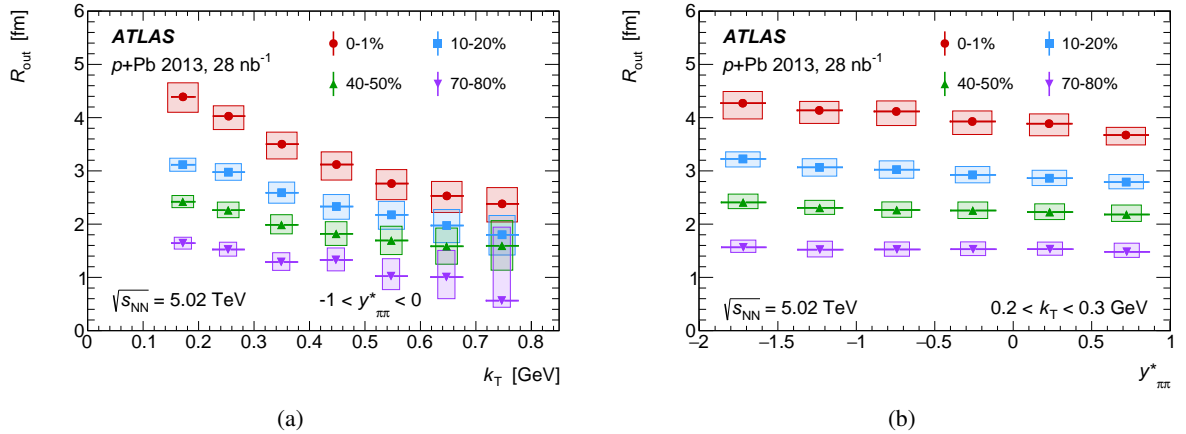 R_out [fm]
6
5
4
3
2
1
0
ATLAS
p+Pb 2013, 28 nb⁻¹
0-1%
10-20%
40-50%
70-80%
√s_NN = 5.02 TeV
-1 < y*_ππ < 0
0 0.1 0.2 0.3 0.4 0.5 0.6 0.7 0.8
k_T [GeV]
(a)
R_out [fm]
6
5
4
3
2
1
0
ATLAS
p+Pb 2013, 28 nb⁻¹
0-1%
10-20%
40-50%
70-80%
√s_NN = 5.02 TeV
0.2 < k_T < 0.3 GeV
−2 −1.5 −1 −0.5 0 0.5 1
y*_ππ
(b)